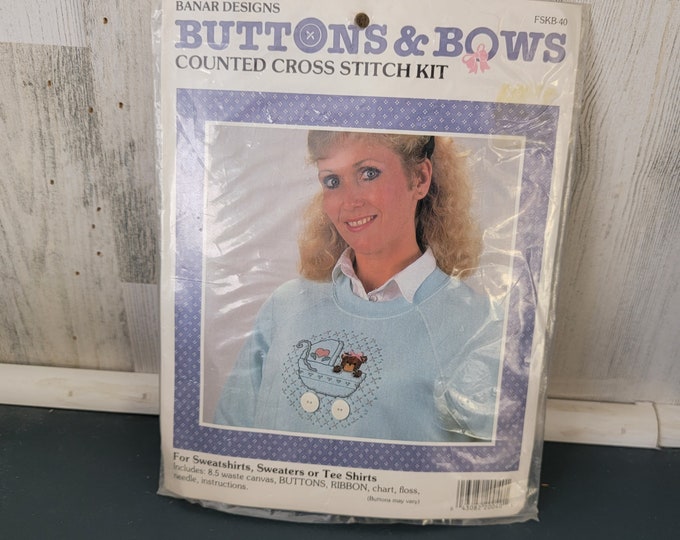 BANAR DESIGNS
FSKB-40
BUTTONS & BOWS
COUNTED CROSS STITCH KIT
For Sweatshirts, Sweaters or Tee Shirts
Includes: 8.5 waste canvas, BUTTONS, RIBBON, chart, floss,
needle, instructions.
(Buttons may vary)